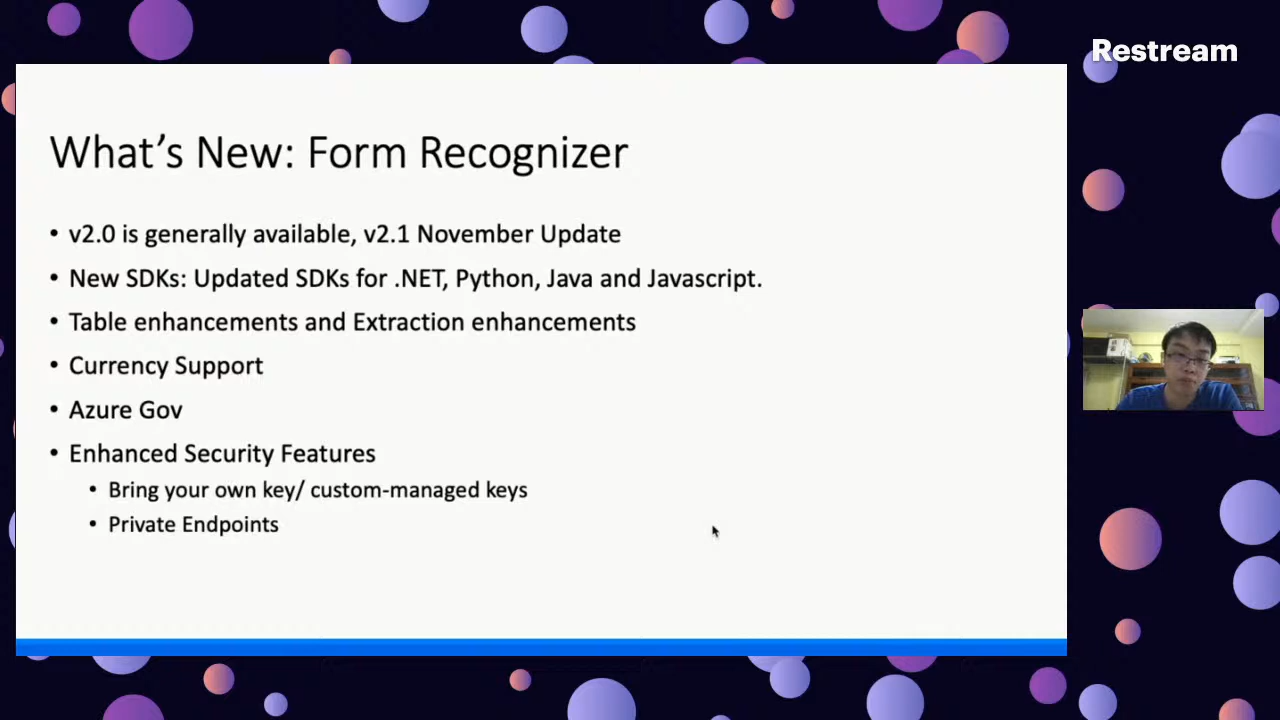 Restream
What's New: Form Recognizer
• v2.0 is generally available, v2.1 November Update
• New SDKs: Updated SDKs for .NET, Python, Java and Javascript.
• Table enhancements and Extraction enhancements
• Currency Support
• Azure Gov
• Enhanced Security Features
• Bring your own key/ custom-managed keys
• Private Endpoints